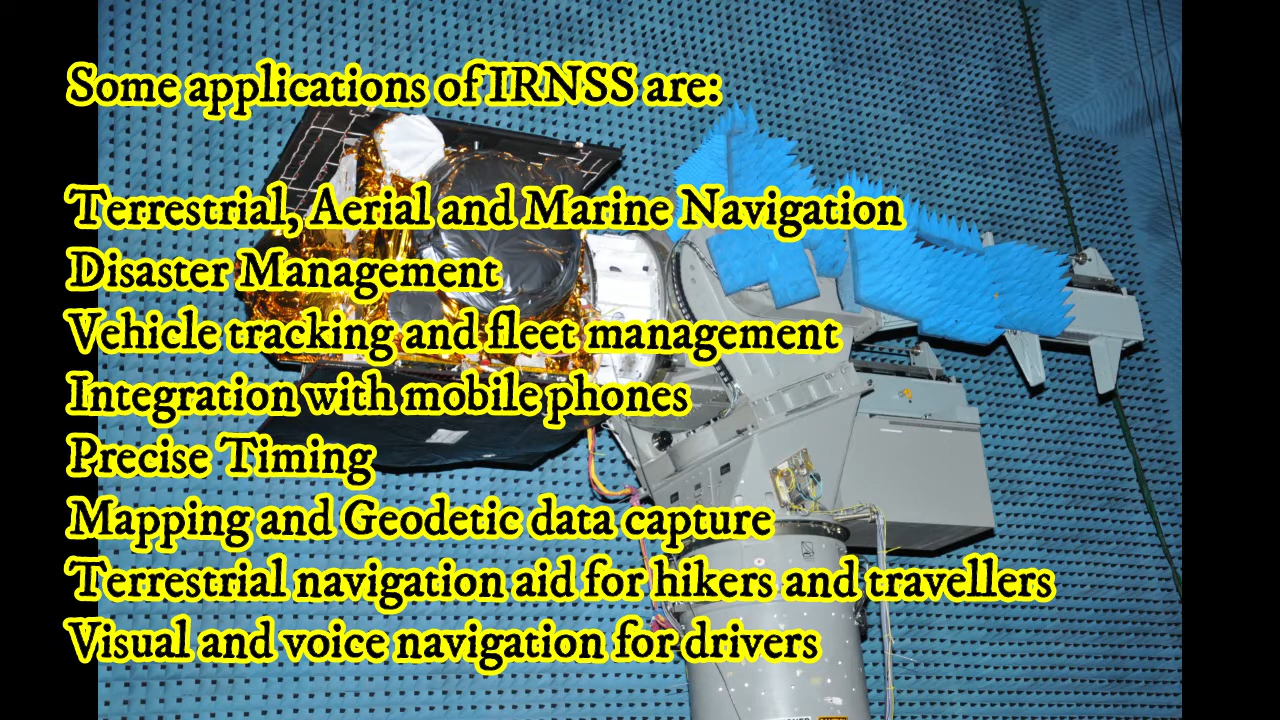 Some applications of IRNSS are:
Terrestrial, Aerial and Marine Navigation
Disaster Management
Vehicle tracking and fleet management
Integration with mobile phones
Precise Timing
Mapping and Geodetic data capture
Terrestrial navigation aid for hikers and travellers
Visual and voice navigation for drivers